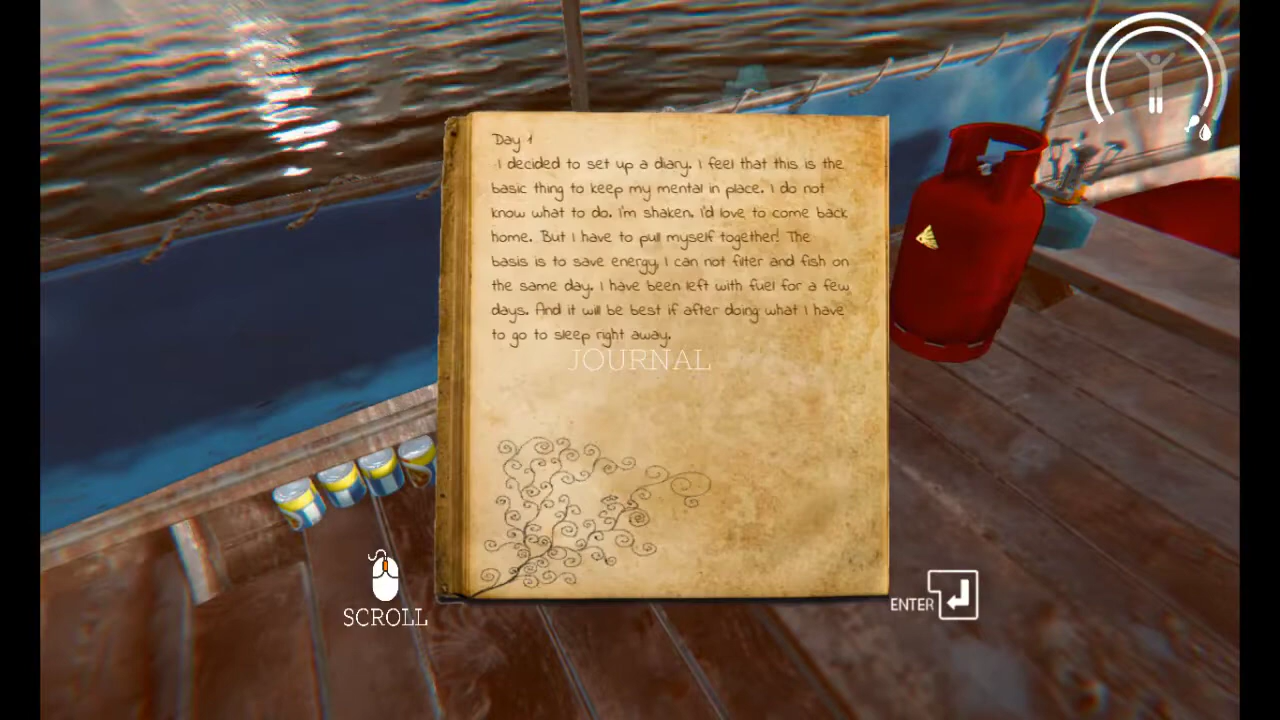 Day 1
I decided to set up a diary. I feel that this is the
basic thing to keep my mental in place. I do not
know what to do. I'm shaken. I'd love to come back
home. But I have to pull myself together! The
basis is to save energy, I can not filter and fish on
the same day. I have been left with fuel for a few
days. And it will be best if after doing what I have
to go to sleep right away.
JOURNAL
SCROLL
ENTER